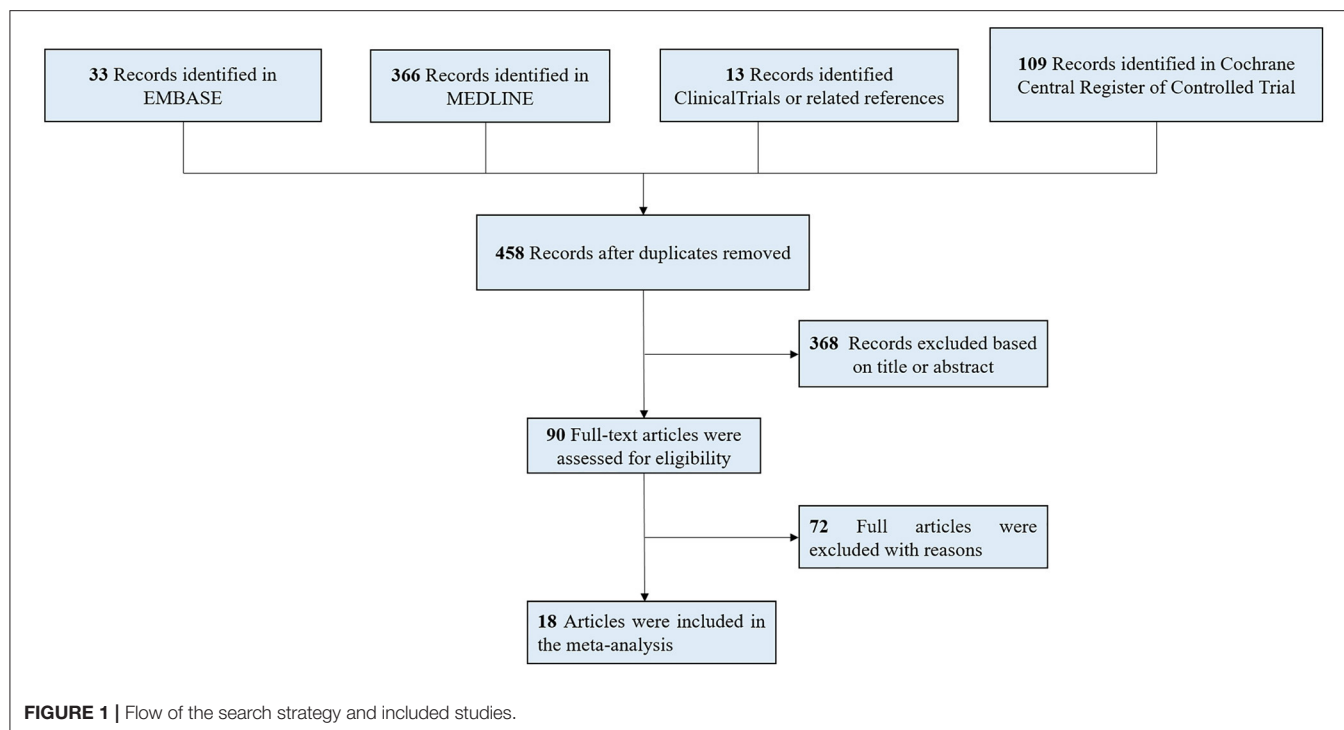 33 Records identified in
EMBASE
366 Records identified in
MEDLINE
13 Records identified
ClinicalTrials or related references
109 Records identified in Cochrane
Central Register of Controlled Trial
458 Records after duplicates removed
368 Records excluded based
on title or abstract
90 Full-text articles were
assessed for eligibility
72 Full articles were
excluded with reasons
18 Articles were included in
the meta-analysis
FIGURE 1 | Flow of the search strategy and included studies.